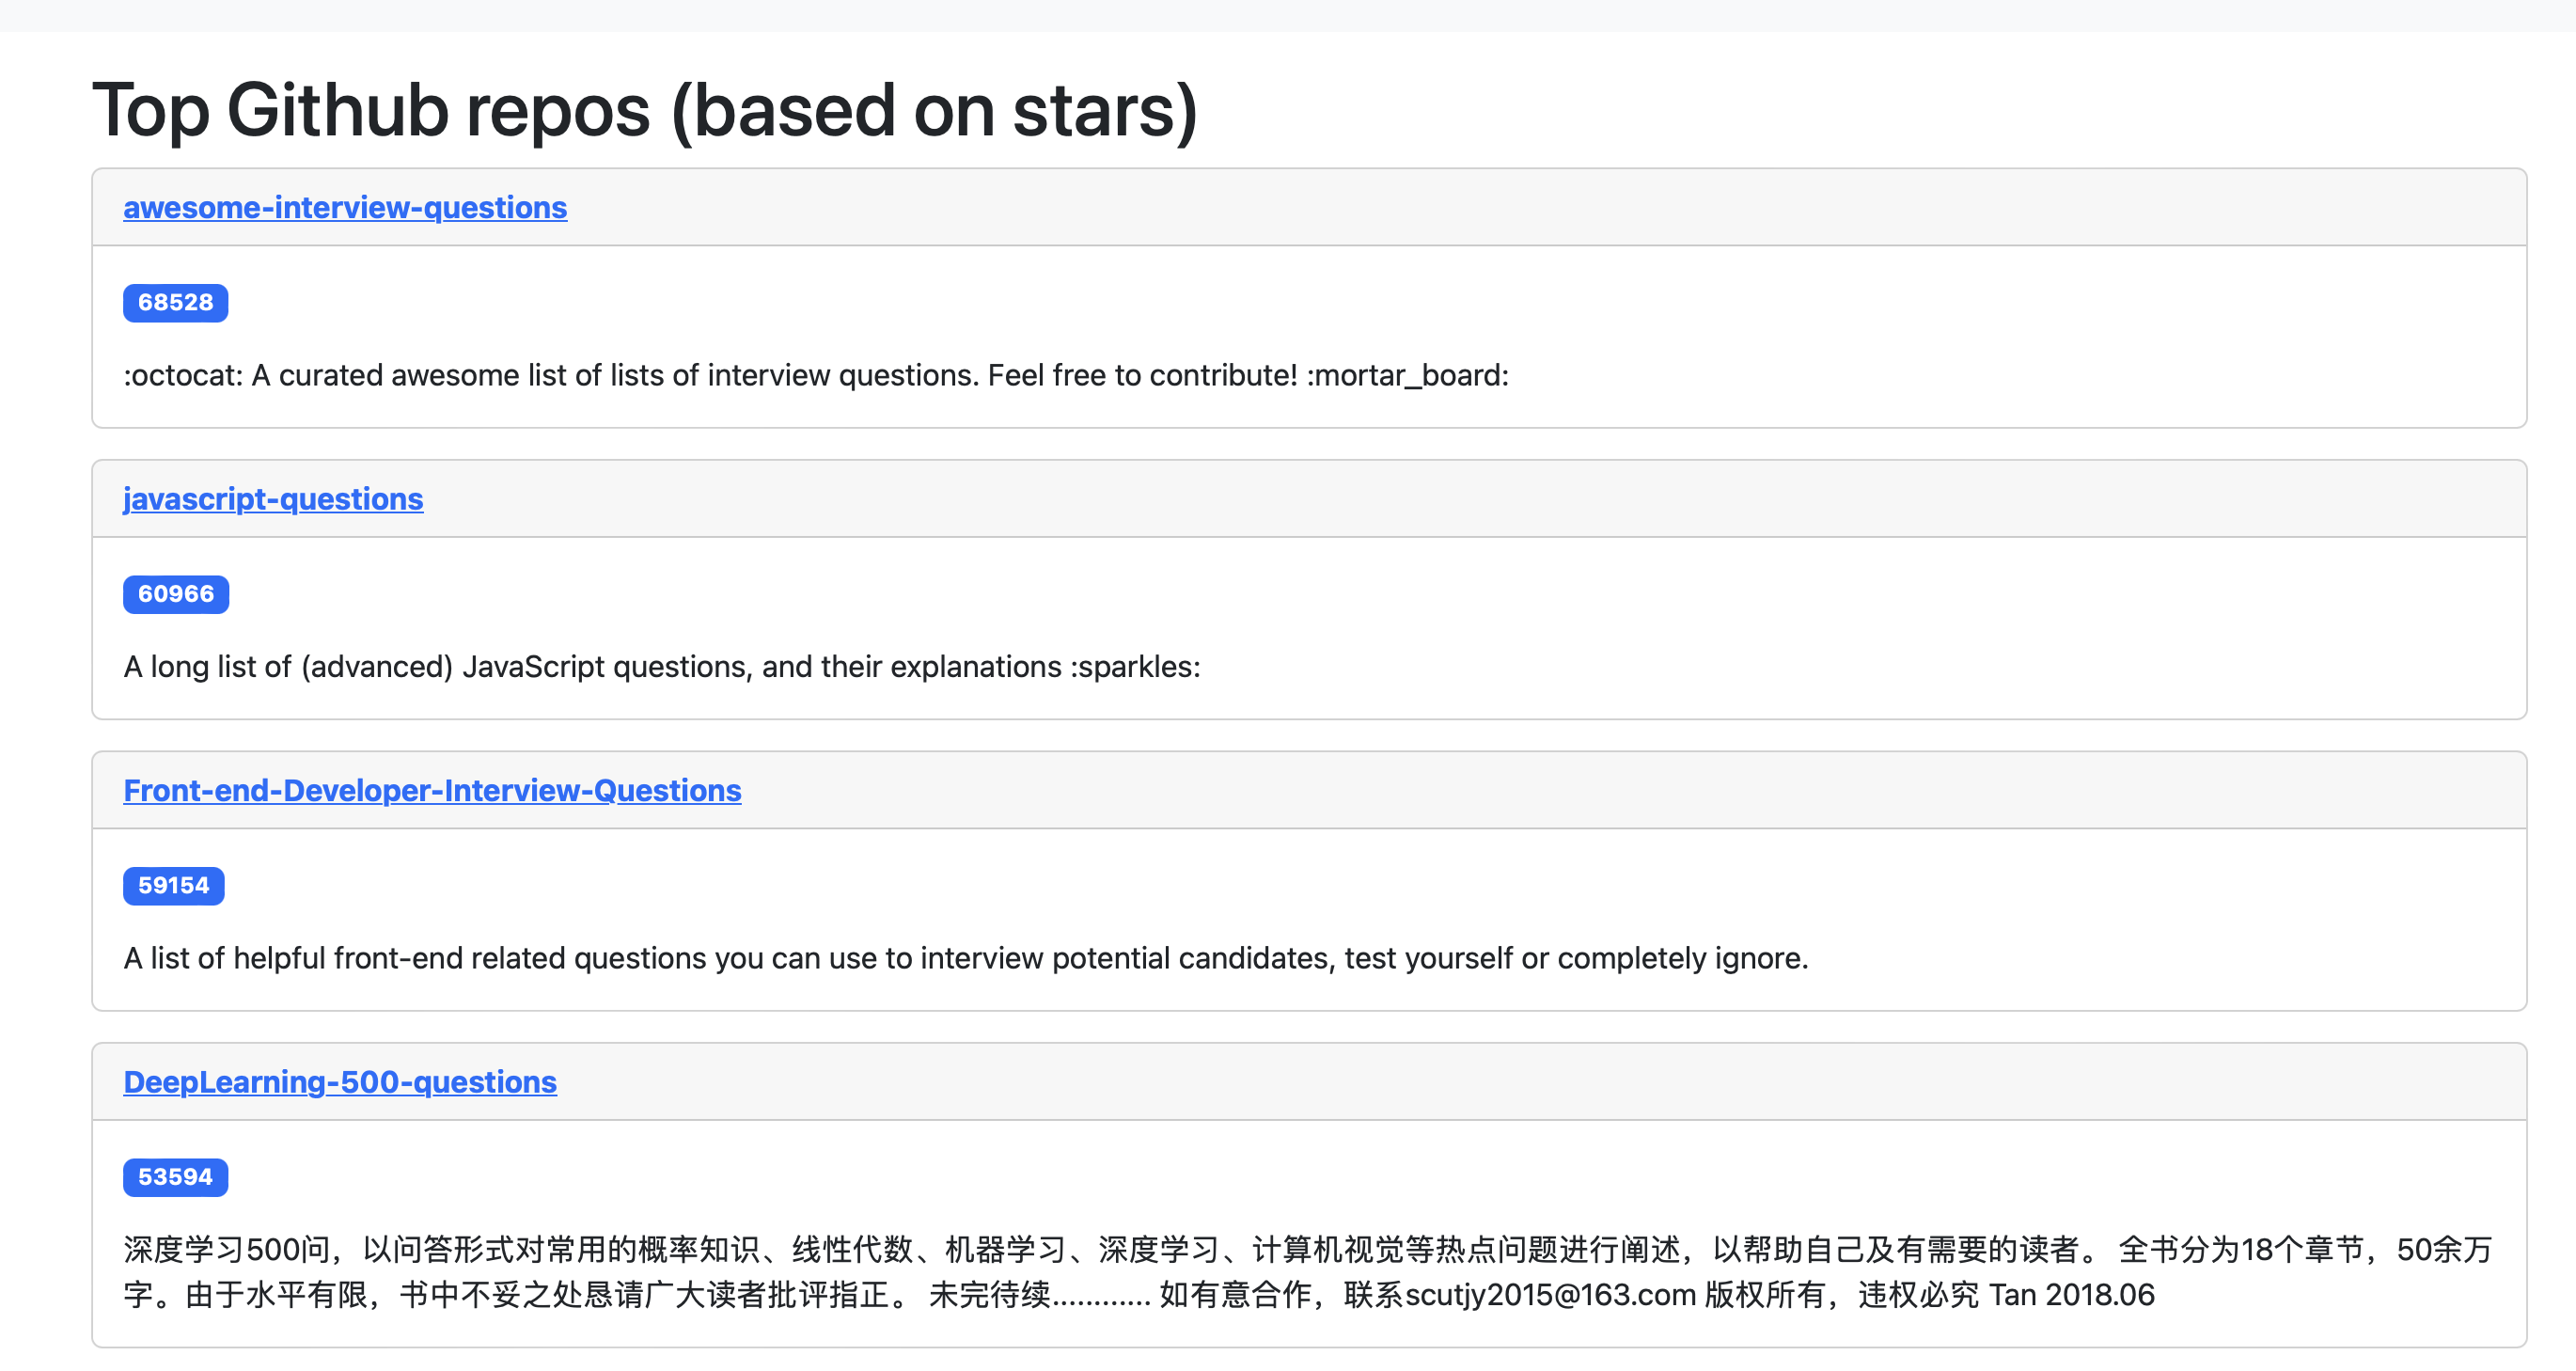 Top Github repos (based on stars)
awesome-interview-questions
68528
:octocat: A curated awesome list of lists of interview questions. Feel free to contribute! :mortar_board:
javascript-questions
60966
A long list of (advanced) JavaScript questions, and their explanations :sparkles:
Front-end-Developer-Interview-Questions
59154
A list of helpful front-end related questions you can use to interview potential candidates, test yourself or completely ignore.
DeepLearning-500-questions
53594
深度学习500问，以问答形式对常用的概率知识、线性代数、机器学习、深度学习、计算机视觉等热点问题进行阐述，以帮助自己及有需要的读者。 全书分为18个章节，50余万
字。由于水平有限，书中不妥之处恳请广大读者批评指正。 未完待续............ 如有意合作，联系scutjy2015@163.com 版权所有，违权必究 Tan 2018.06